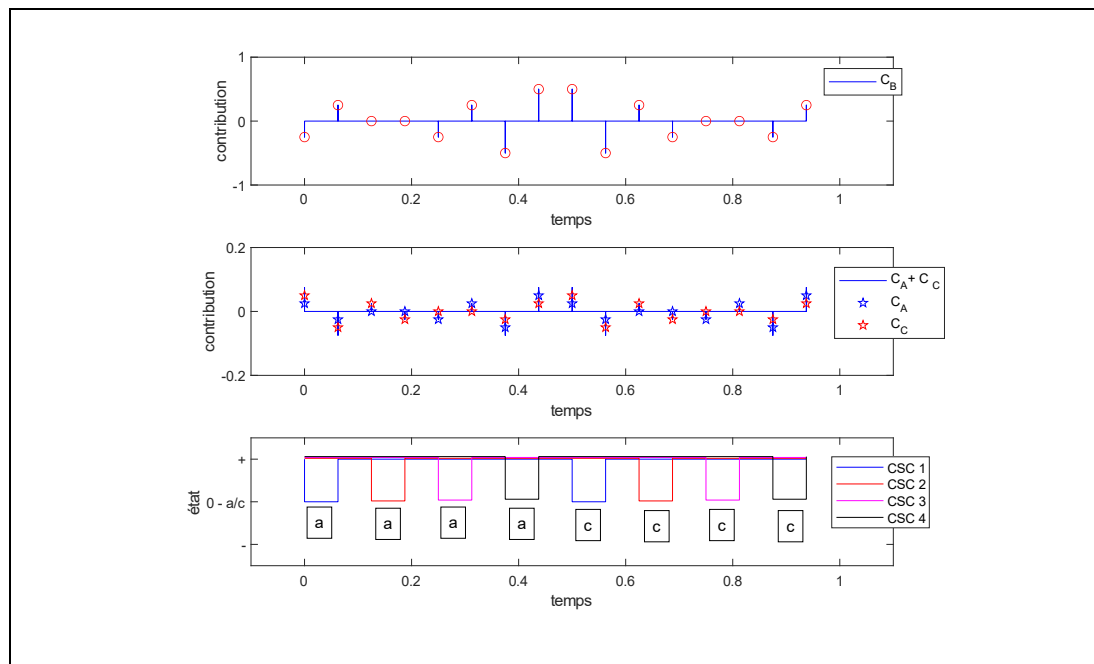 1
0
-1
contribution
0
0.2
0.4
0.6
0.8
1
temps
C_B
0.2
0
-0.2
contribution
0
0.2
0.4
0.6
0.8
1
temps
C_A + C_C
C_A
C_C
+
0 - a/c
-
état
a
a
a
a
c
c
c
c
0
0.2
0.4
0.6
0.8
1
temps
CSC 1
CSC 2
CSC 3
CSC 4